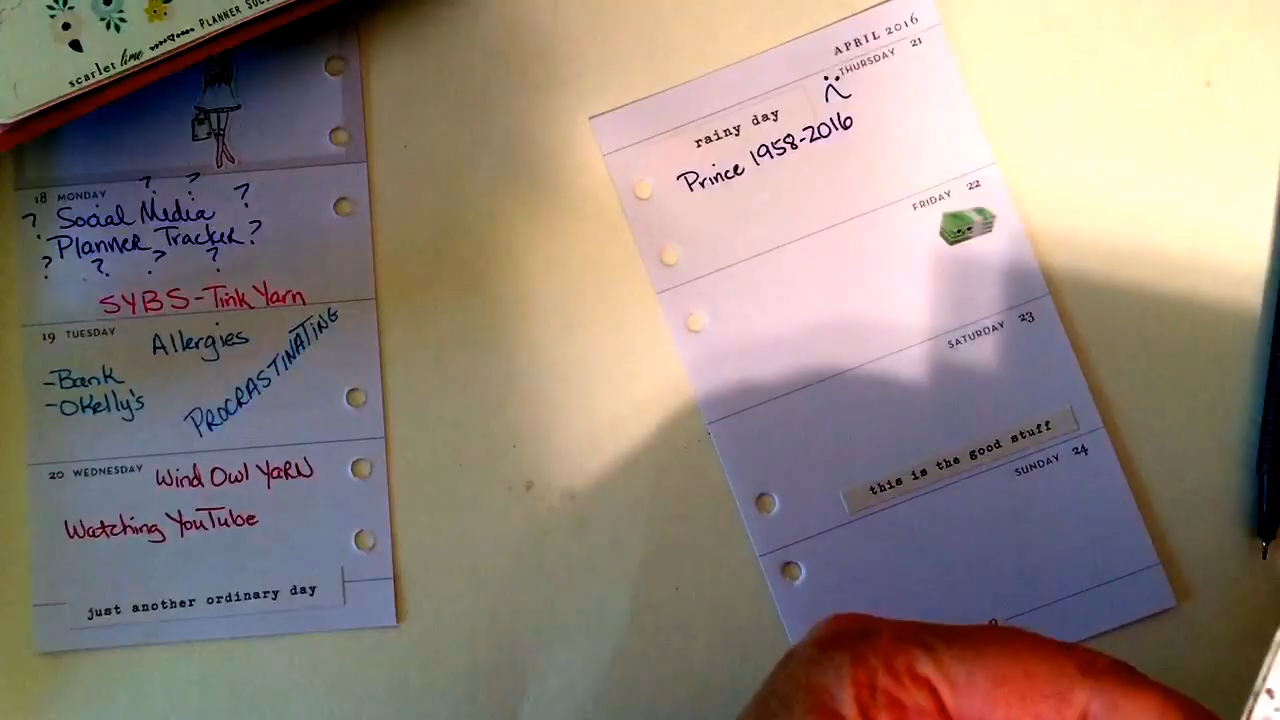 scarlet lime
PLANNER
18 MONDAY
? ? ?
? Social Media
Planner Tracker?
? ? ? ?
SYBS-Tink Yarn
19 TUESDAY
Allergies
-Bank
-OKelly's
PROCRASTINATING
20 WEDNESDAY
Wind Owl YaRN
Watching YouTube
just another ordinary day
APRIL 2016
THURSDAY 21
rainy day
Prince 1958-2016
FRIDAY 22
SATURDAY 23
this is the good stuff
SUNDAY 24